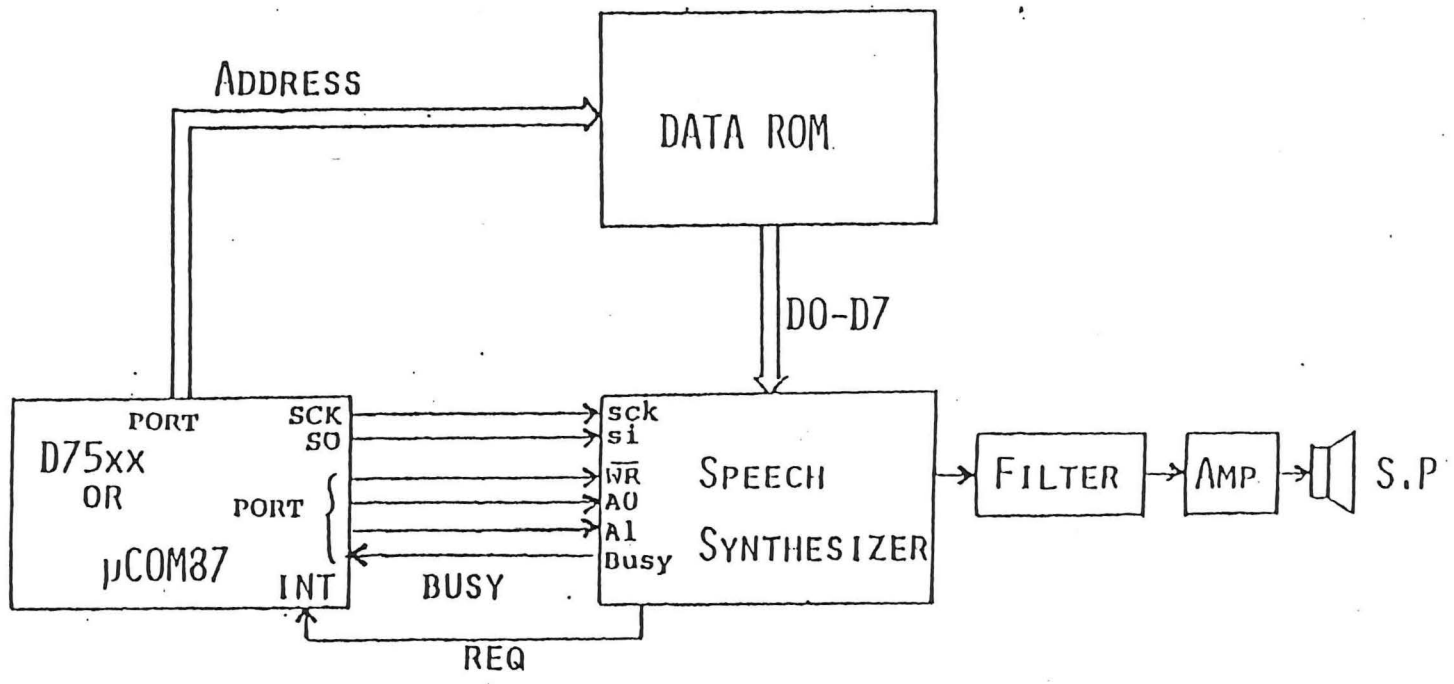 ADDRESS
DATA ROM
D0-D7
PORT
D75xx
OR
µCOM87
SCK
SO
PORT
INT
sck
si
WR
A0
A1
Busy
SPEECH
SYNTHESIZER
BUSY
REQ
FILTER
AMP
S.P